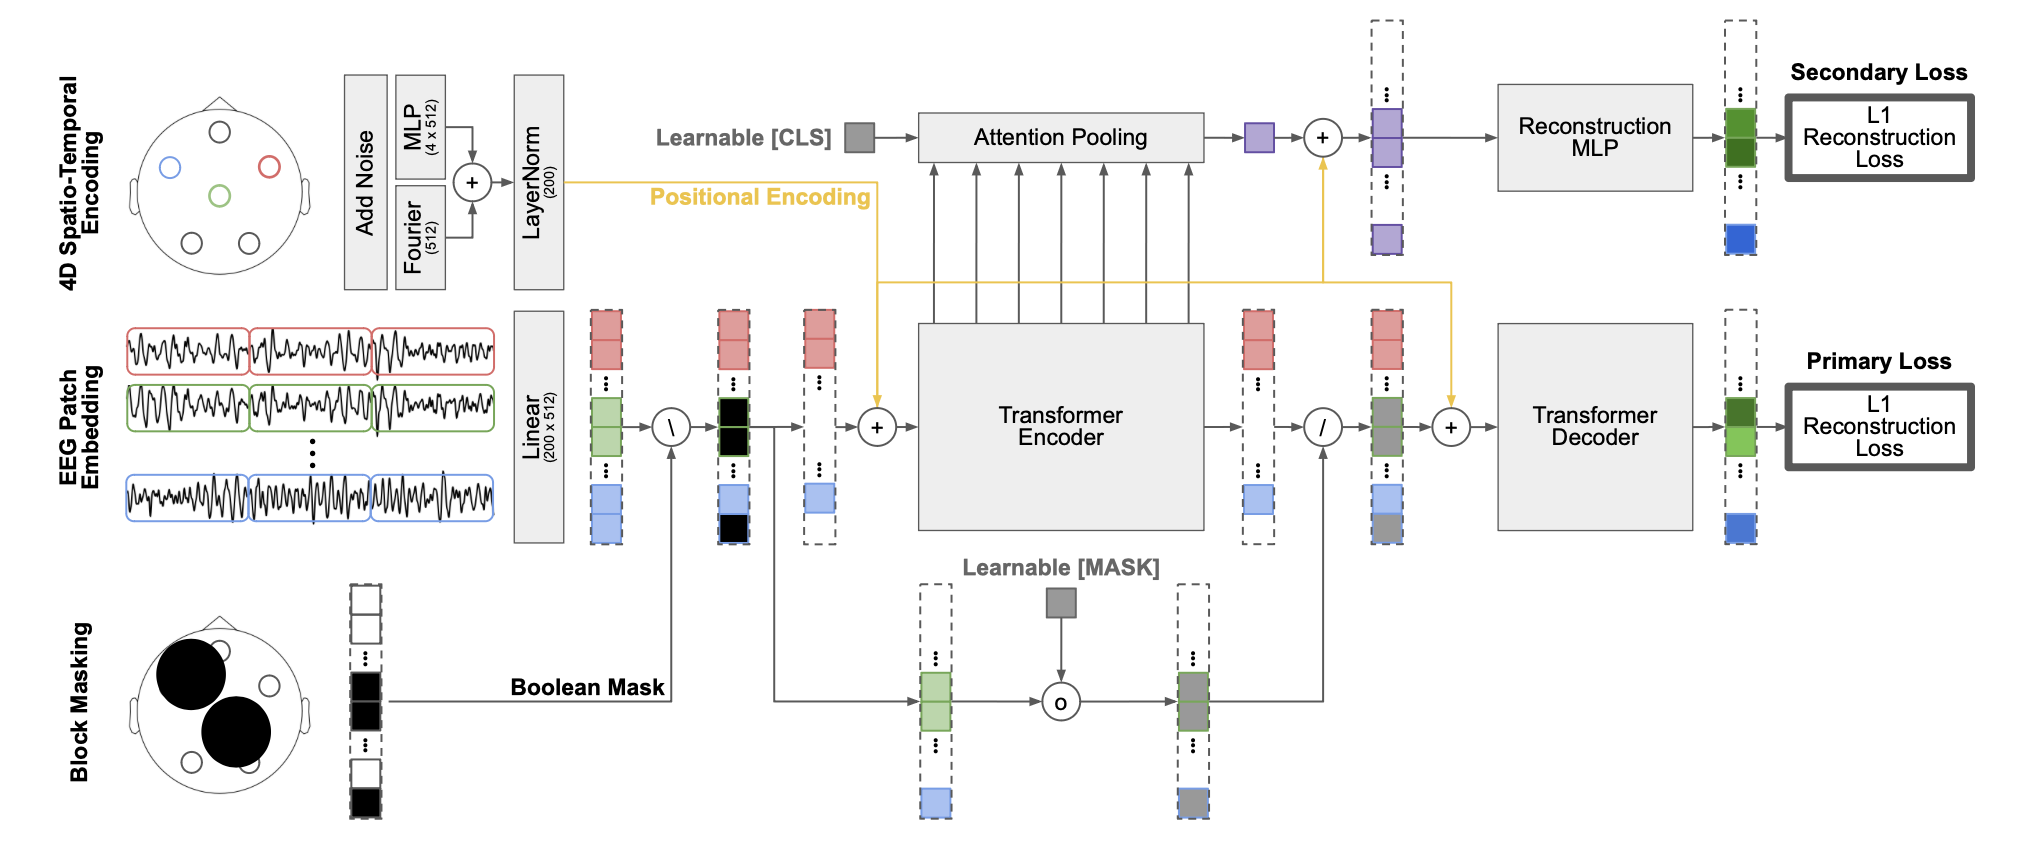 4D Spatio-Temporal
Encoding
Add Noise
MLP
(4 x 512)
Fourier
(512)
+
LayerNorm
(200)
Positional Encoding
Learnable [CLS]
Attention Pooling
+
Reconstruction
MLP
Secondary Loss
L1
Reconstruction
Loss
EEG Patch
Embedding
Linear
(200 x 512)
\
+
Transformer
Encoder
/
+
Transformer
Decoder
Primary Loss
L1
Reconstruction
Loss
Block Masking
Boolean Mask
Learnable [MASK]
o